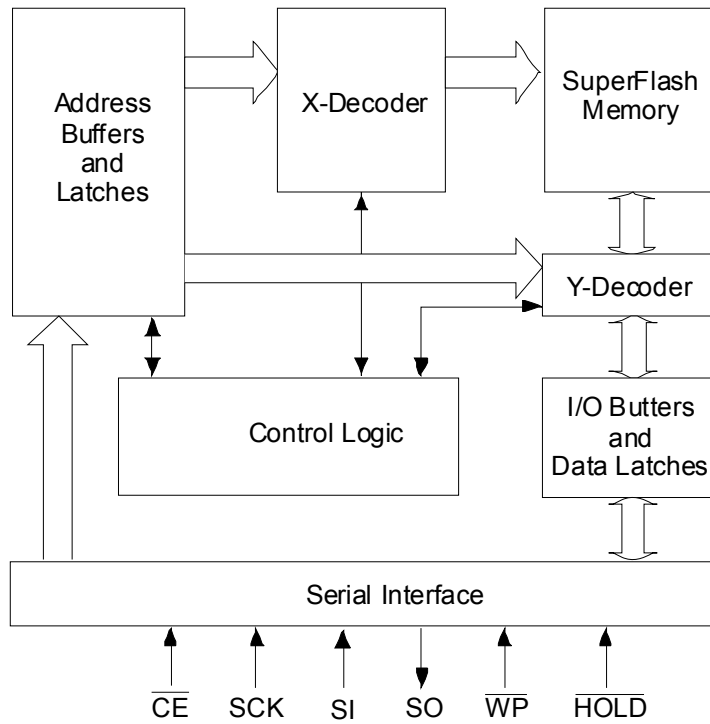 Address
Buffers
and
Latches
X-Decoder
SuperFlash
Memory
Y-Decoder
Control Logic
I/O Butters
and
Data Latches
Serial Interface
CE SCK SI SO WP HOLD